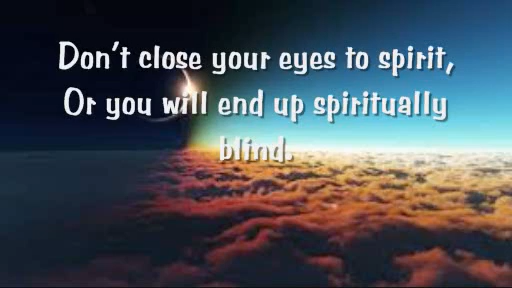 Don't close your eyes to spirit,
Or you will end up spiritually
blind.